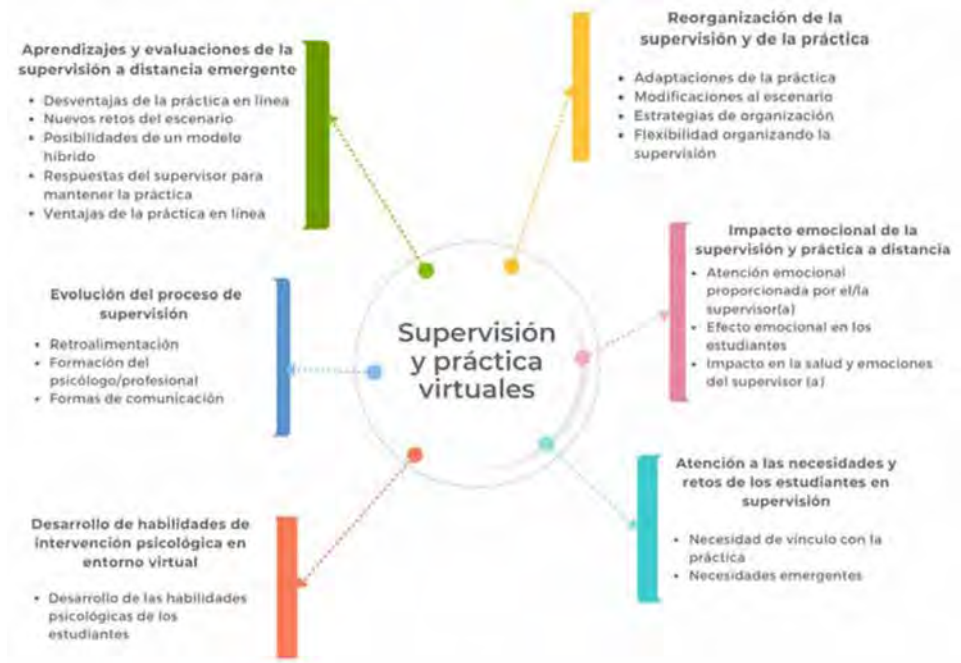 Aprendizajes y evaluaciones de la
supervisión a distancia emergente
• Desventajas de la práctica en línea
• Nuevos retos del escenario
• Posibilidades de un modelo
híbrido
• Respuestas del supervisor para
mantener la práctica
• Ventajas de la práctica en línea
Reorganización de la
supervisión y de la práctica
• Adaptaciones de la práctica
• Modificaciones al escenario
• Estrategias de organización
• Flexibilidad organizando la
supervisión
Evolución del proceso de
supervisión
• Retroalimentación
• Formación del
psicólogo/profesional
• Formas de comunicación
Supervisión
y práctica
virtuales
Impacto emocional de la
supervisión y práctica a distancia
• Atención emocional
proporcionada por el/la
supervisor(a)
• Efecto emocional en los
estudiantes
• Impacto en la salud y emociones
del supervisor (a)
Desarrollo de habilidades de
intervención psicológica en
entorno virtual
• Desarrollo de las habilidades
psicológicas de los
estudiantes
Atención a las necesidades y
retos de los estudiantes en
supervisión
• Necesidad de vínculo con la
práctica
• Necesidades emergentes